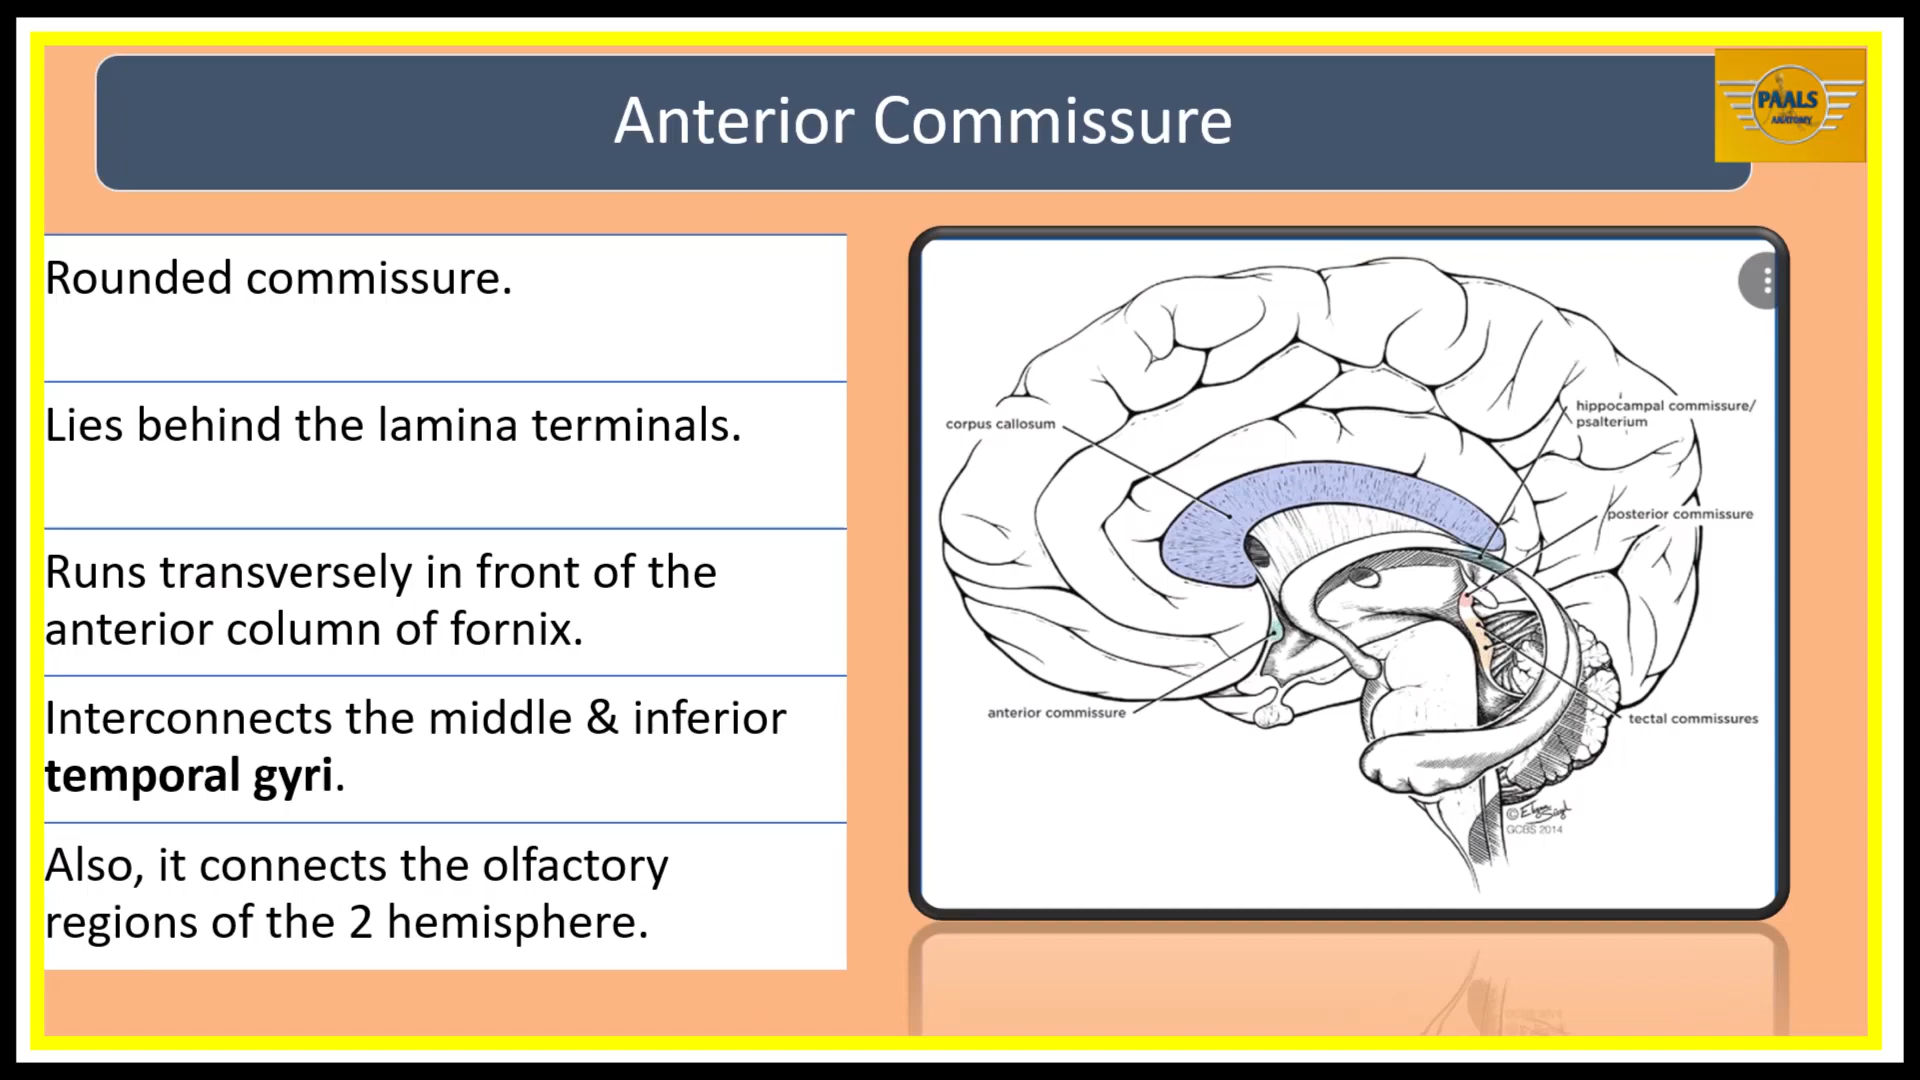 Anterior Commissure
PAALS
ANATOMY
Rounded commissure.
Lies behind the lamina terminals.
Runs transversely in front of the
anterior column of fornix.
Interconnects the middle & inferior
temporal gyri.
Also, it connects the olfactory
regions of the 2 hemisphere.
corpus callosum
hippocampal commissure/
psalterium
posterior commissure
anterior commissure
tectal commissures
©
GCBS 2014